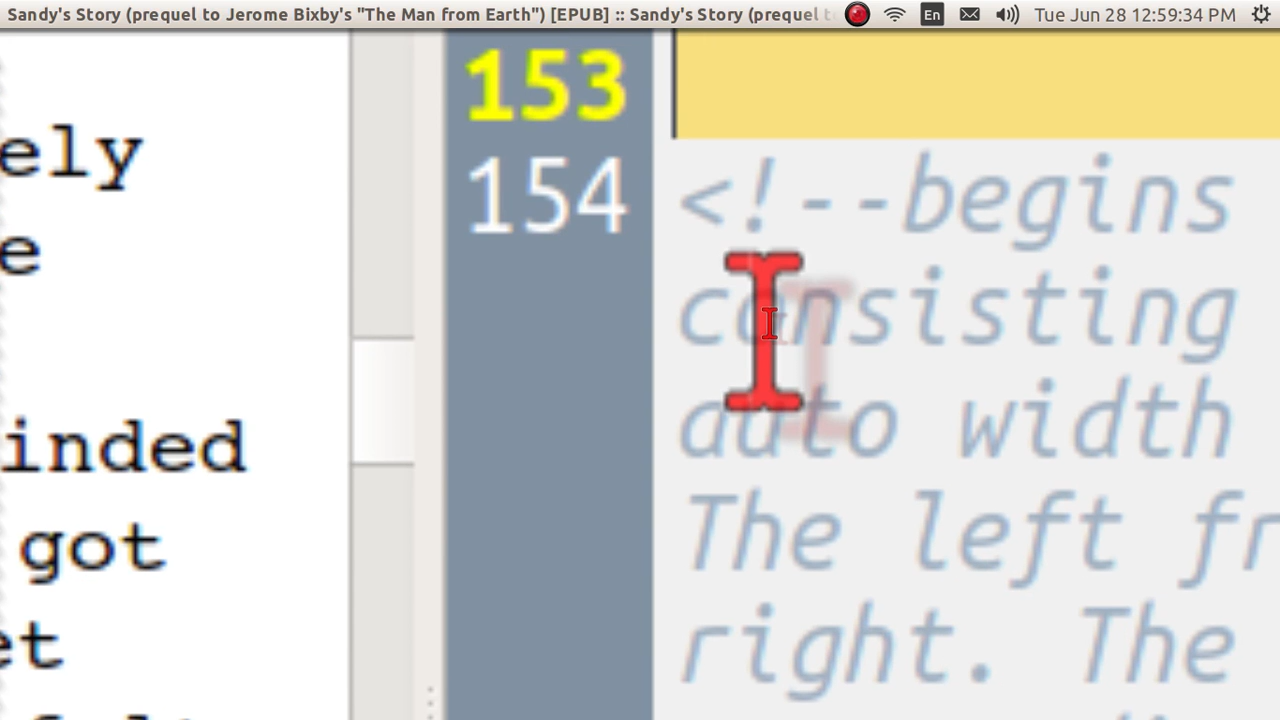 Sandy's Story (prequel to Jerome Bixby's "The Man from Earth") [EPUB] :: Sandy's Story (prequel En Tue Jun 28 12:59:34 PM
ely
e
inded
got
et
153
154
<!--begins
consisting
auto width
The left fr
right. The